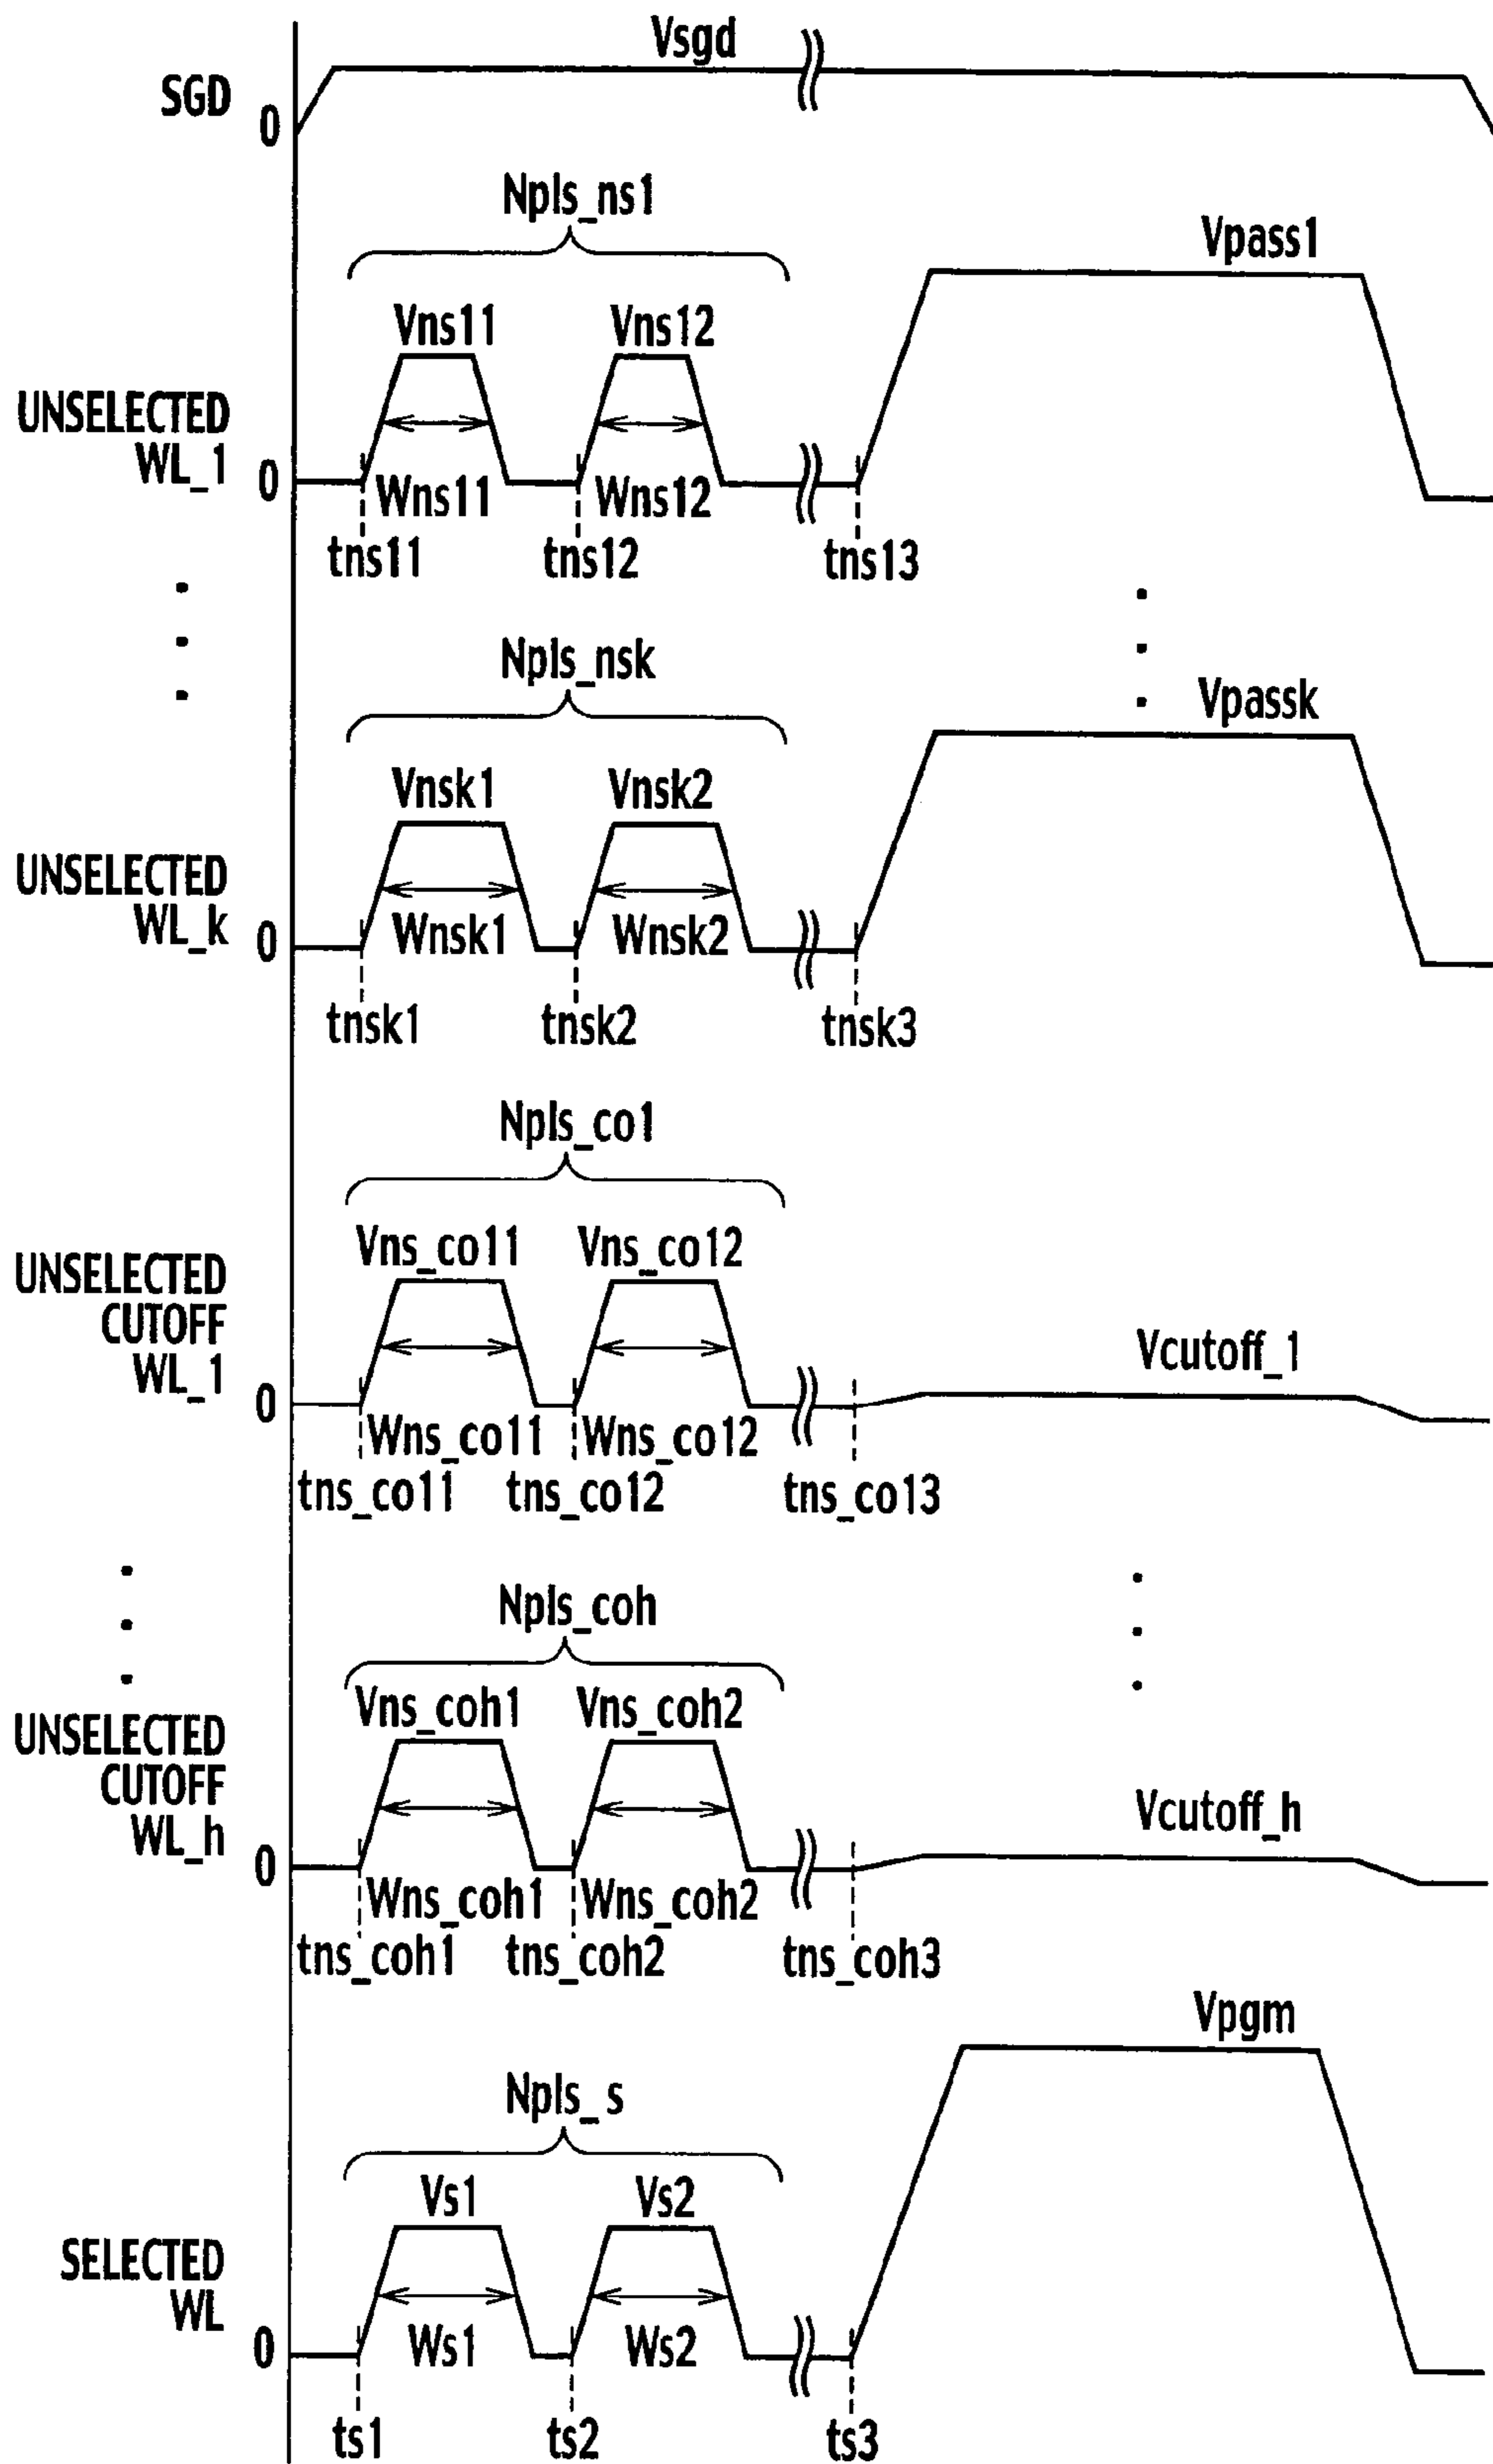 Vsgd
SGD
0
Npls_ns1
Vpass1
Vns11 Vns12
UNSELECTED
WL_1
0
Wns11 Wns12
tns11 tns12 tns13
Npls_nsk
Vpassk
Vnsk1 Vnsk2
UNSELECTED
WL_k
0
Wnsk1 Wnsk2
tnsk1 tnsk2 tnsk3
Npls_co1
Vns_co11 Vns_co12
UNSELECTED
CUTOFF
WL_1
Vcutoff_1
0
Wns_co11 Wns_co12
tns_co11 tns_co12 tns_co13
Npls_coh
Vns_coh1 Vns_coh2
UNSELECTED
CUTOFF
WL_h
Vcutoff_h
0
Wns_coh1 Wns_coh2
tns_coh1 tns_coh2 tns_coh3
Vpgm
Npls_s
Vs1 Vs2
SELECTED
WL
0
Ws1 Ws2
ts1 ts2 ts3